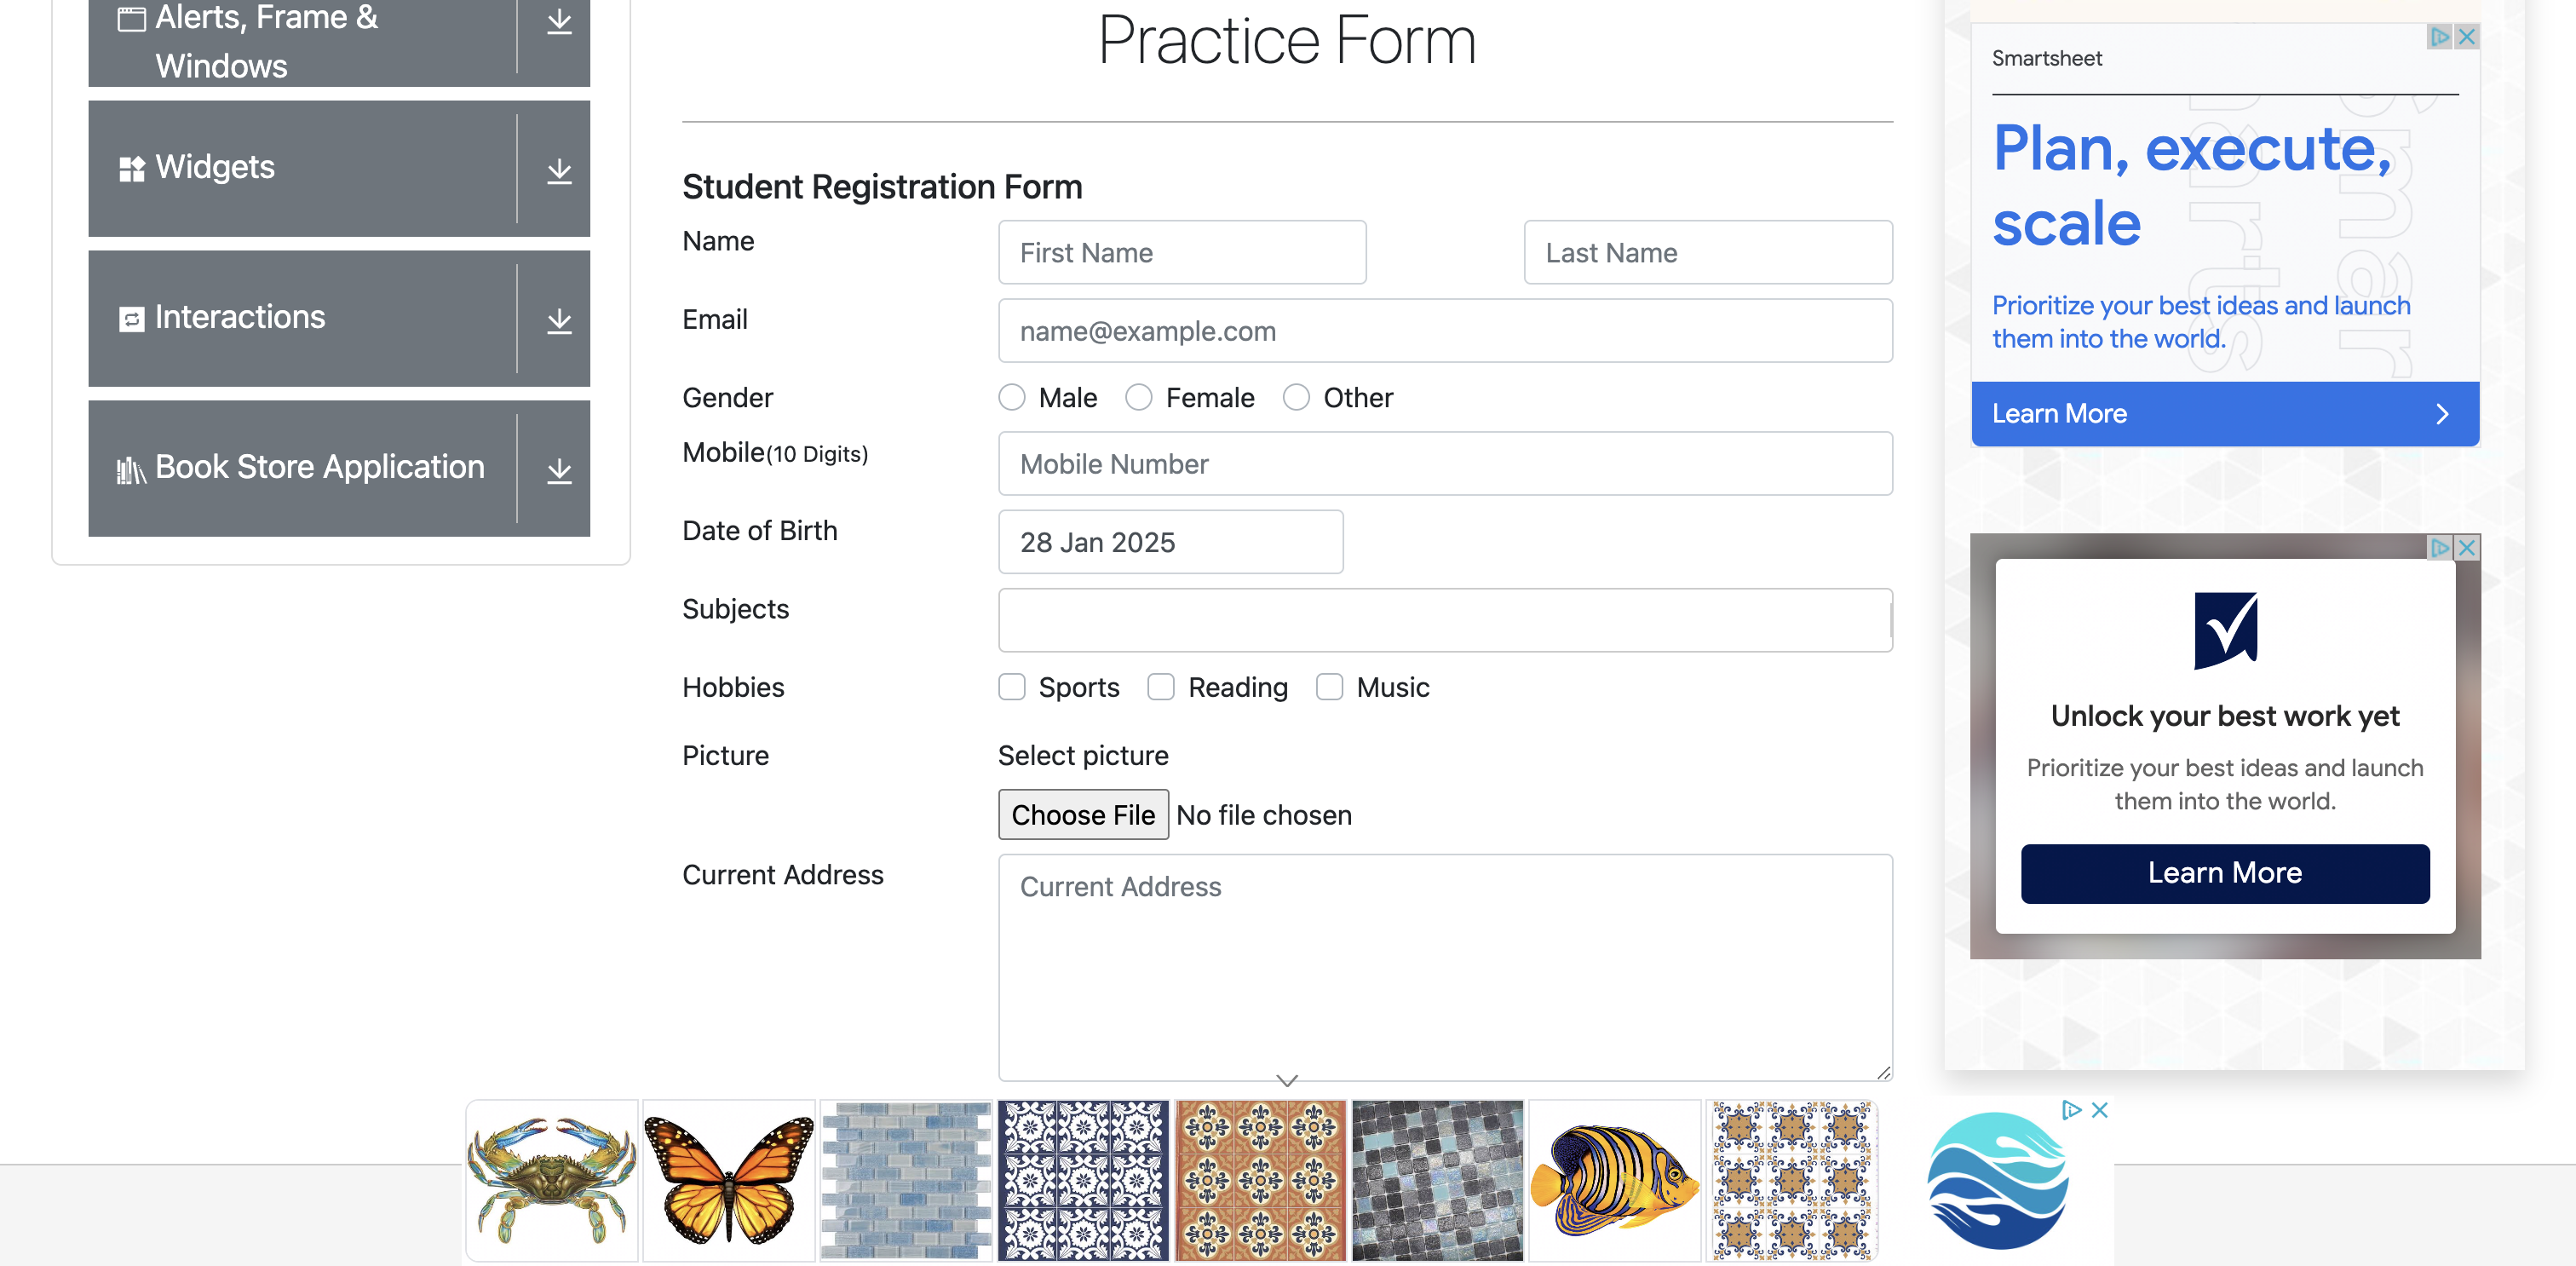 Alerts, Frame &
Windows
Widgets
Interactions
Book Store Application
Practice Form
Student Registration Form
Name
First Name
Last Name
Email
name@example.com
Gender
Male
Female
Other
Mobile(10 Digits)
Mobile Number
Date of Birth
28 Jan 2025
Subjects
Hobbies
Sports
Reading
Music
Picture
Select picture
Choose File No file chosen
Current Address
Current Address
Smartsheet
Plan, execute,
scale
Prioritize your best ideas and launch
them into the world.
Learn More
Unlock your best work yet
Prioritize your best ideas and launch
them into the world.
Learn More